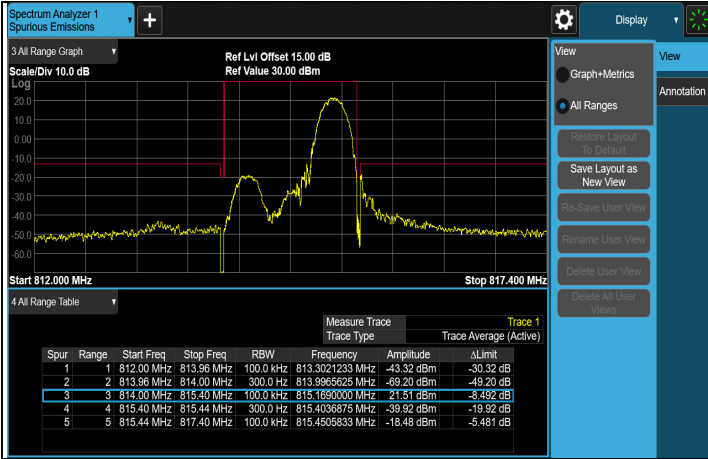 Spectrum Analyzer 1
Spurious Emissions
Display
3 All Range Graph
Scale/Div 10.0 dB
Ref Lvl Offset 15.00 dB
Ref Value 30.00 dBm
Log
20.0
10.0
0.00
-10.0
-20.0
-30.0
-40.0
-50.0
-60.0
Start 812.000 MHz
Stop 817.400 MHz
View
Graph+Metrics
All Ranges
Restore Layout
To Default
Save Layout as
New View
Re-Save User View
Rename User View
Delete User View
Delete All User
Views
View
Annotation
4 All Range Table
Measure Trace Trace 1
Trace Type Trace Average (Active)
Spur Range Start Freq Stop Freq RBW Frequency Amplitude ΔLimit
1 1 812.00 MHz 813.96 MHz 100.0 kHz 813.3021233 MHz -43.32 dBm -30.32 dB
2 2 813.96 MHz 814.00 MHz 300.0 Hz 813.9965625 MHz -69.20 dBm -49.20 dB
3 3 814.00 MHz 815.40 MHz 100.0 kHz 815.1690000 MHz 21.51 dBm -8.492 dB
4 4 815.40 MHz 815.44 MHz 300.0 Hz 815.4036875 MHz -39.92 dBm -19.92 dB
5 5 815.44 MHz 817.40 MHz 100.0 kHz 815.4505833 MHz -18.48 dBm -5.481 dB